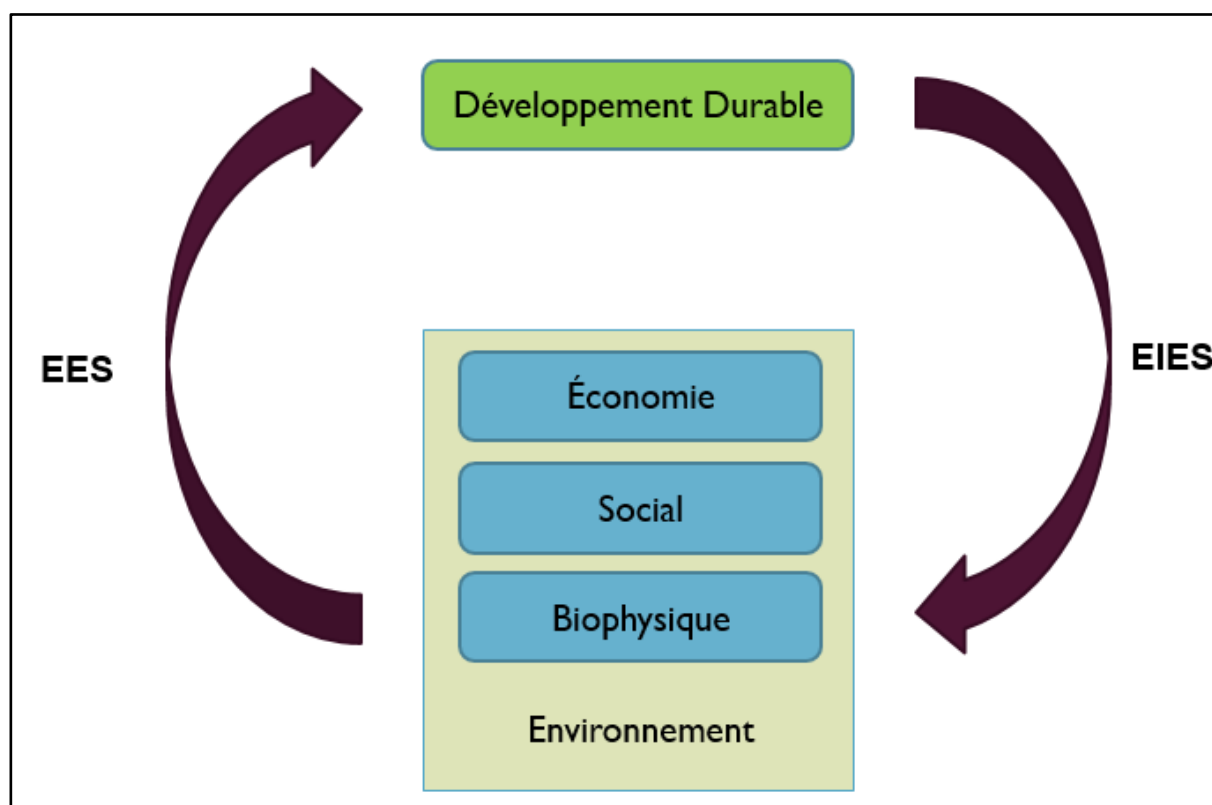 Développement Durable
EES
EIES
Économie
Social
Biophysique
Environnement